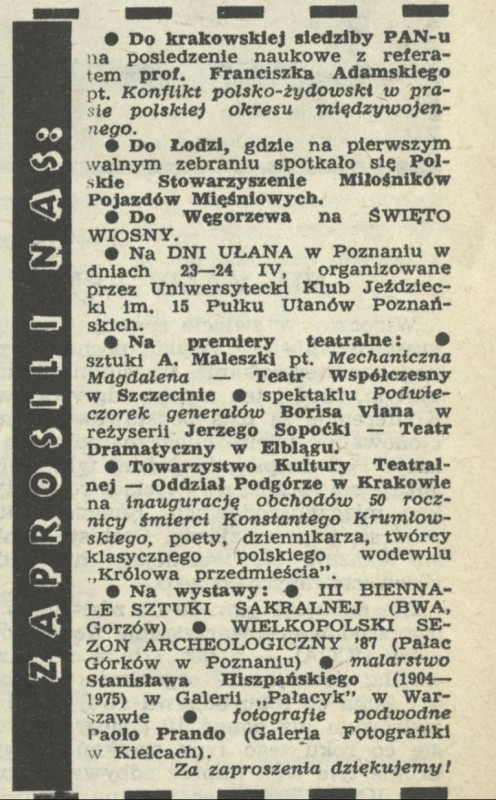 ZAPROSILI NAS:
● Do krakowskiej siedziby PAN-u
na posiedzenie naukowe z refera-
tem prof. Franciszka Adamskiego
pt. Konflikt polsko-żydowski w pra-
sie polskiej okresu międzywojen-
nego.
● Do Łodzi, gdzie na pierwszym
walnym zebraniu spotkało się Pol-
skie Stowarzyszenie Miłośników
Pojazdów Mięśniowych.
● Do Węgorzewa na ŚWIĘTO
WIOSNY.
● Na DNI UŁANA w Poznaniu w
dniach 23—24 IV, organizowane
przez Uniwersytecki Klub Jeździec-
ki im. 15 Pułku Ułanów Poznań-
skich.
● Na premiery teatralne: ●
sztuki A. Maleszki pt. Mechaniczna
Magdalena — Teatr Współczesny
w Szczecinie ● spektaklu Podwie-
czorek generałów Borisa Viana w
reżyserii Jerzego Sopoćki — Teatr
Dramatyczny w Elblągu.
● Towarzystwo Kultury Teatral-
nej — Oddział Podgórze w Krakowie
na inaugurację obchodów 50 rocz-
nicy śmierci Konstantego Krumłow-
skiego, poety, dziennikarza, twórcy
klasycznego polskiego wodewilu
„Królowa przedmieścia”.
● Na wystawy: ● III BIENNA-
LE SZTUKI SAKRALNEJ (BWA,
Gorzów) ● WIELKOPOLSKI SE-
ZON ARCHEOLOGICZNY '87 (Pałac
Górków w Poznaniu) ● malarstwo
Stanisława Hiszpańskiego (1904—
1975) w Galerii „Pałacyk” w War-
szawie ● fotografie podwodne
Paolo Prando (Galeria Fotografiki
w Kielcach).
Za zaproszenia dziękujemy!